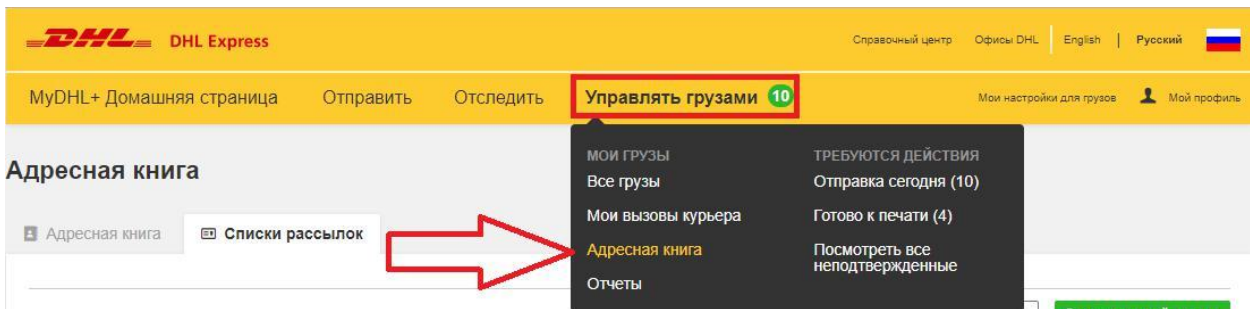 DHL DHL Express
Справочный центр Офисы DHL English | Русский
MyDHL+ Домашняя страница Отправить Отследить Управлять грузами 10 Мои настройки для грузов Мой профиль
Адресная книга
Адресная книга Списки рассылок
МОИ ГРУЗЫ
Все грузы
Мои вызовы курьера
Адресная книга
Отчеты
ТРЕБУЮТСЯ ДЕЙСТВИЯ
Отправка сегодня (10)
Готово к печати (4)
Посмотреть все
неподтвержденные